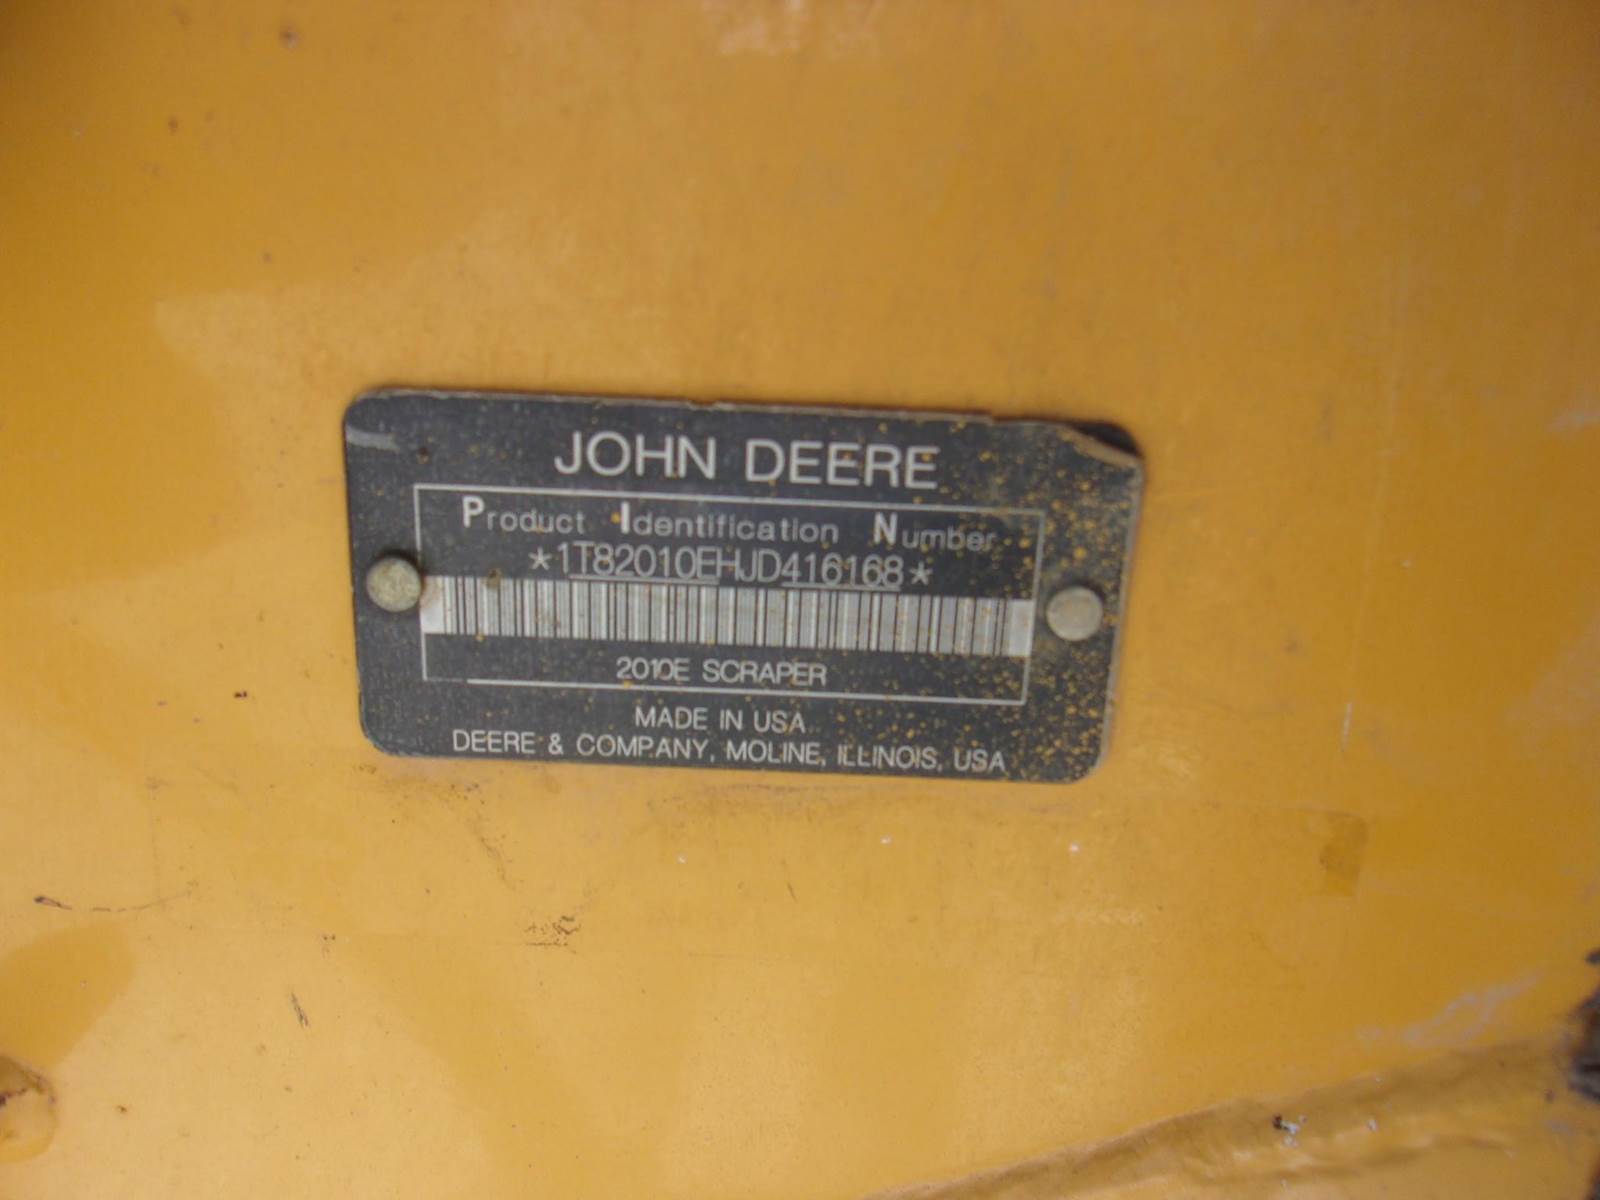 JOHN DEERE
Product Identification Number
*1T82010EHJD416168*
2010E SCRAPER
MADE IN USA
DEERE & COMPANY, MOLINE, ILLINOIS, USA